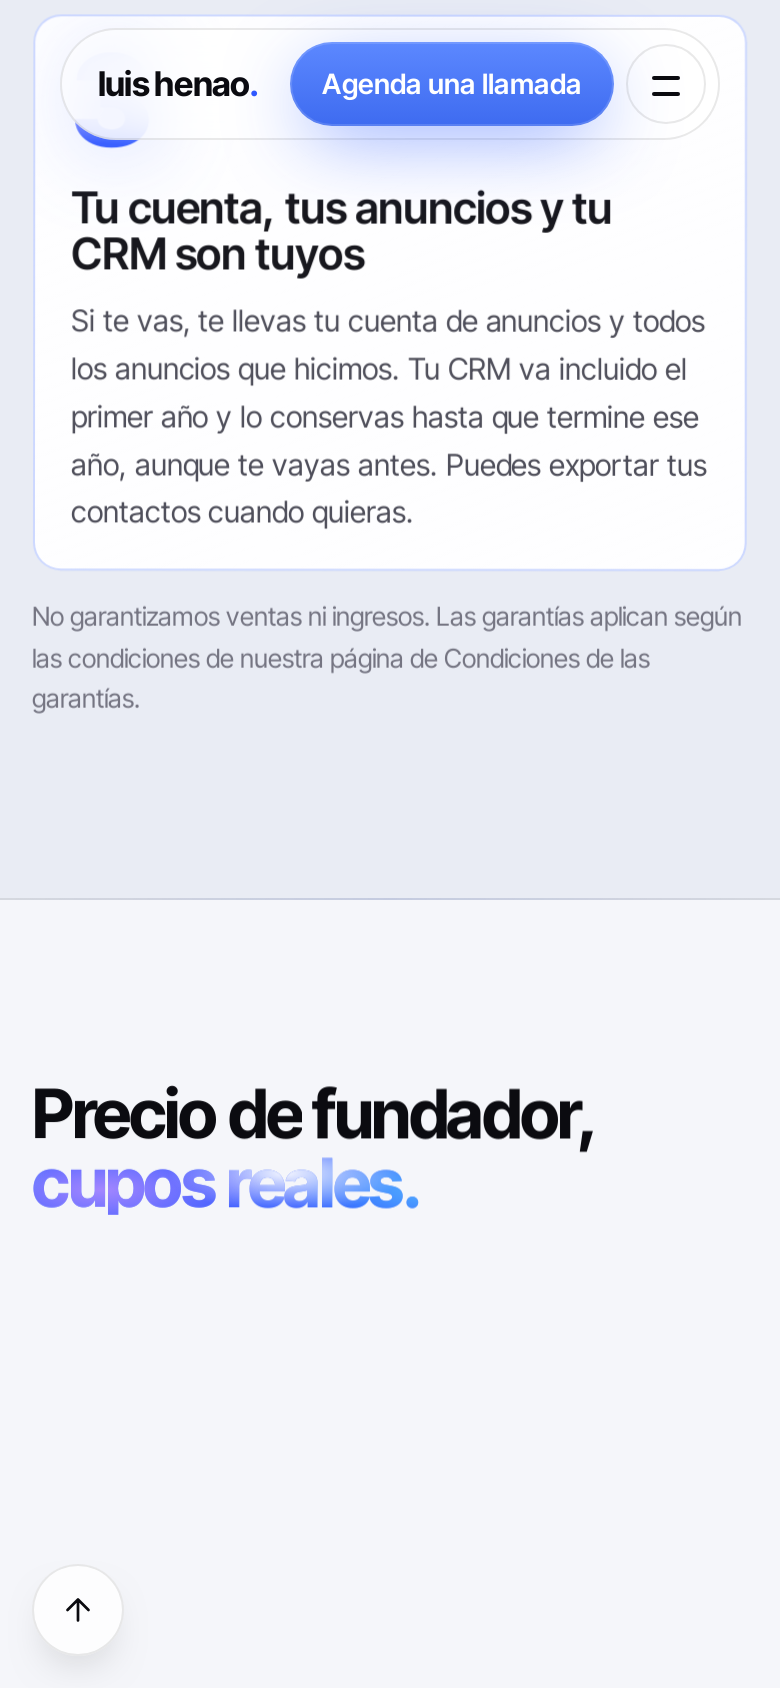 luis henao.
Agenda una llamada
Tu cuenta, tus anuncios y tu
CRM son tuyos
Si te vas, te llevas tu cuenta de anuncios y todos
los anuncios que hicimos. Tu CRM va incluido el
primer año y lo conservas hasta que termine ese
año, aunque te vayas antes. Puedes exportar tus
contactos cuando quieras.
No garantizamos ventas ni ingresos. Las garantías aplican según
las condiciones de nuestra página de Condiciones de las
garantías.
Precio de fundador,
cupos reales.